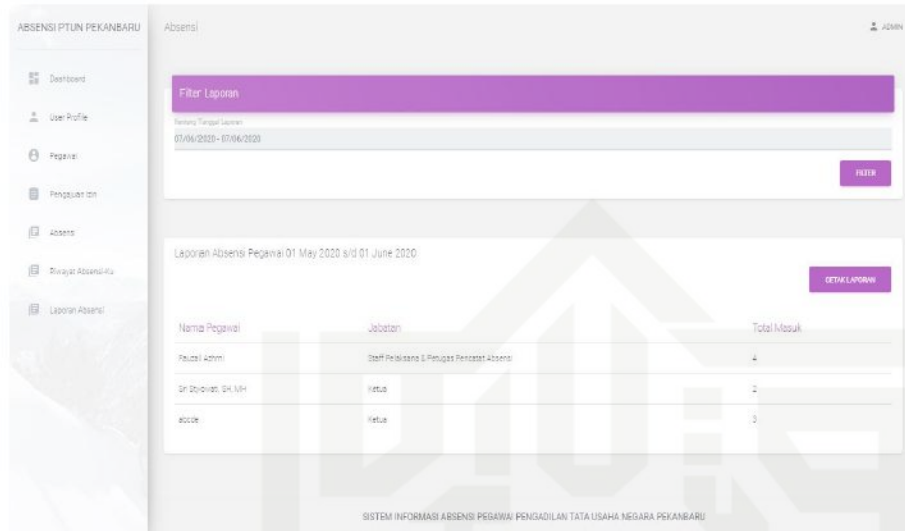 ABSENSI PTUN PEKANBARU
Absensi
ADMIN
Dashboard
User Profile
Pegawai
Pengajuan Izin
Absensi
Riwayat Absensi-Ku
Laporan Absensi
Filter Laporan
Rentang Tanggal Laporan
07/06/2020 - 07/06/2020
FILTER
Laporan Absensi Pegawai 01 May 2020 s/d 01 June 2020
CETAK LAPORAN
Nama Pegawai Jabatan Total Masuk
Fauzail Azhmi Staff Pelaksana & Petugas Pencatat Absensi 4
Sri SH, MH Ketua 2
abcde Ketua 3
SISTEM INFORMASI ABSENSI PEGAWAI PENGADILAN TATA USAHA NEGARA PEKANBARU